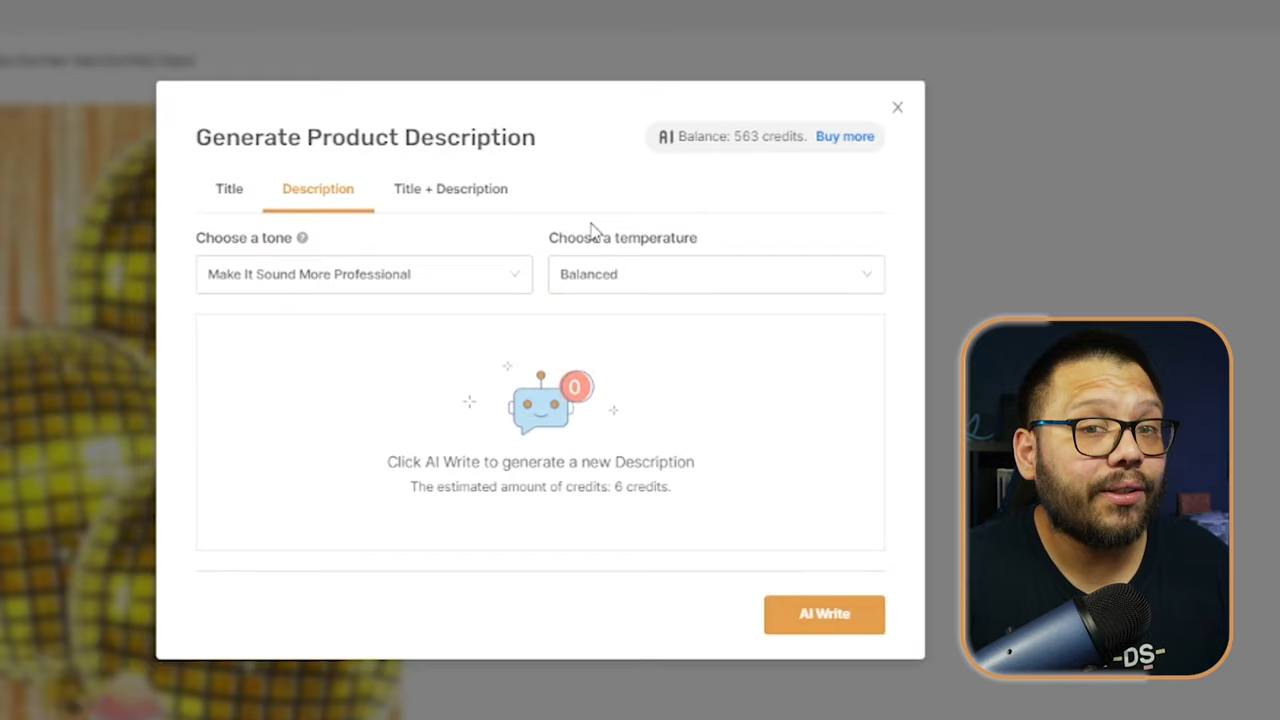 Generate Product Description
AI Balance: 563 credits. Buy more
Title
Description
Title + Description
Choose a tone
Choose a temperature
Make It Sound More Professional
Balanced
0
Click AI Write to generate a new Description
The estimated amount of credits: 6 credits.
AI Write
-DS-